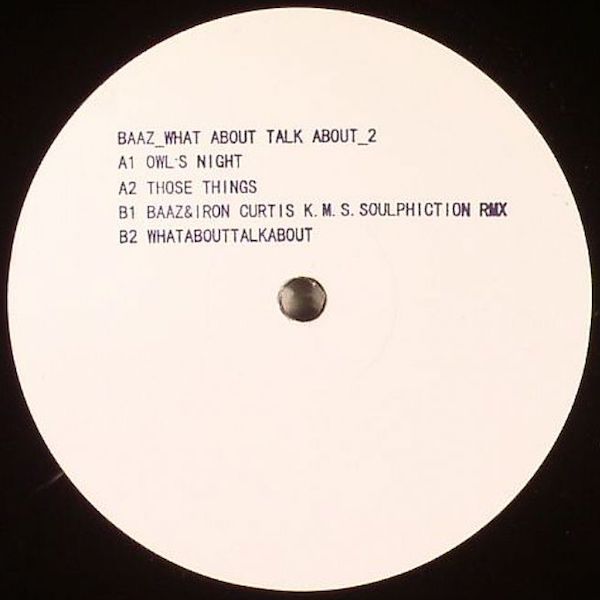 BAAZ_WHAT ABOUT TALK ABOUT_2
A1 OWL'S NIGHT
A2 THOSE THINGS
B1 BAAZ&IRON CURTIS K.M.S.SOULPHICTION RMX
B2 WHATABOUTTALKABOUT